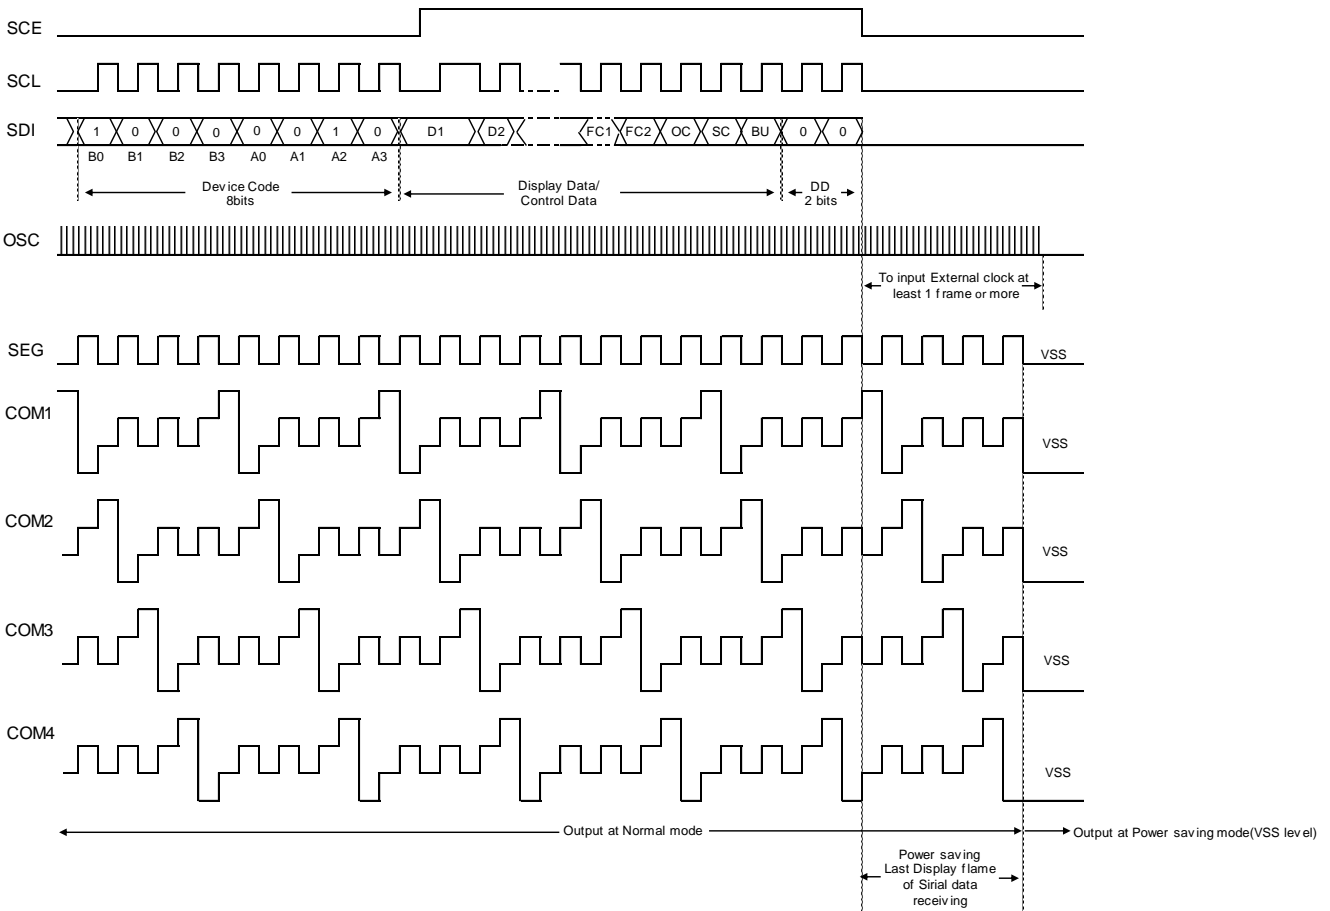 SCE
SCL
SDI
1 0 0 0 0 0 1 0 D1 D2 FC1 FC2 OC SC BU 0 0
B0 B1 B2 B3 A0 A1 A2 A3
Device Code
8bits
Display Data/
Control Data
DD
2 bits
OSC
To input External clock at
least 1 frame or more
SEG
VSS
COM1
VSS
COM2
VSS
COM3
VSS
COM4
VSS
Output at Normal mode
Output at Power saving mode(VSS level)
Power saving
Last Display flame
of Sirial data
receiving